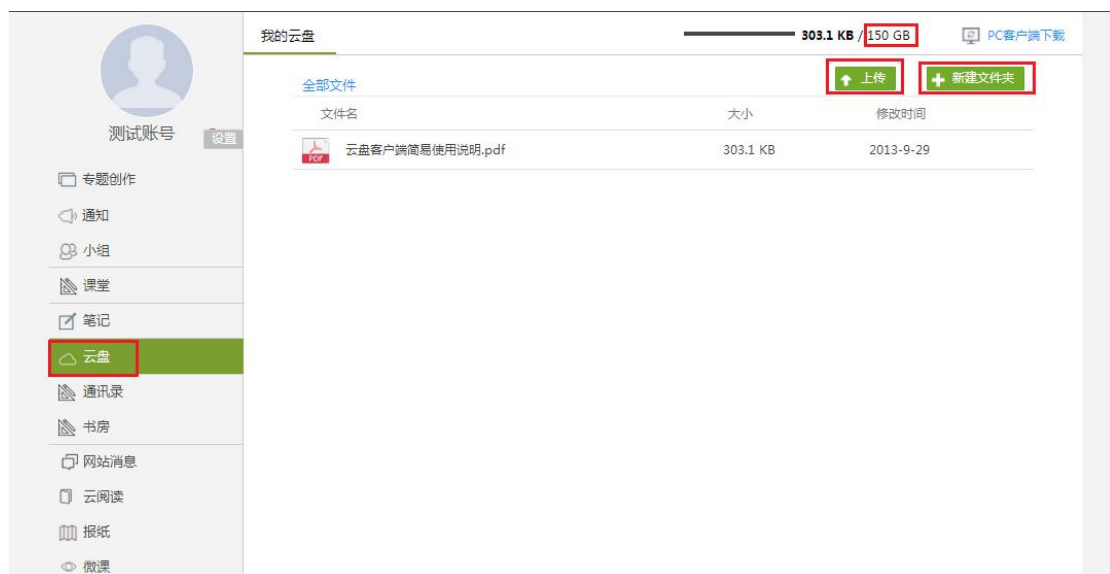 我的云盘
303.1 KB / 150 GB
PC客户端下载
全部文件
上传
新建文件夹
文件名 大小 修改时间
PDF 云盘客户端简易使用说明.pdf 303.1 KB 2013-9-29
测试账号
设置
专题创作
通知
小组
课堂
笔记
云盘
通讯录
书房
网站消息
云阅读
报纸
微课